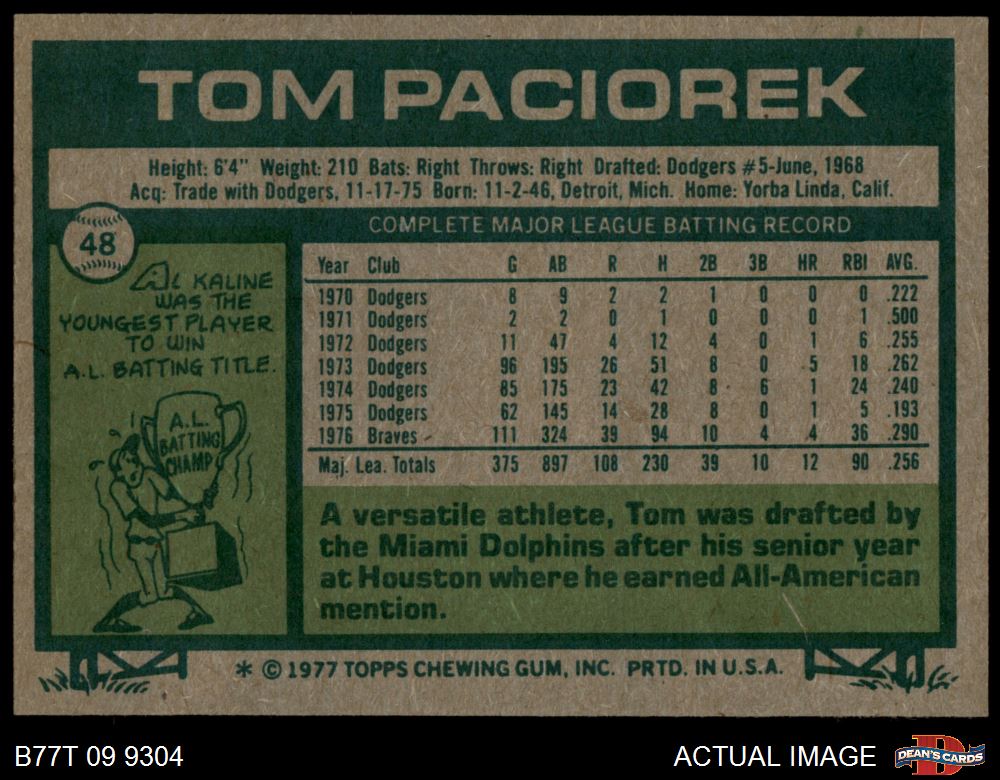 TOM PACIOREK
Height: 6'4" Weight: 210 Bats: Right Throws: Right Drafted: Dodgers #5-June, 1968
Acq: Trade with Dodgers, 11-17-75 Born: 11-2-46, Detroit, Mich. Home: Yorba Linda, Calif.
48
COMPLETE MAJOR LEAGUE BATTING RECORD
AL KALINE
WAS THE
YOUNGEST PLAYER
TO WIN
A.L. BATTING TITLE.
A.L.
BATTING
CHAMP
Year Club G AB R H 2B 3B HR RBI AVG.
1970 Dodgers 8 9 2 2 1 0 0 0 .222
1971 Dodgers 2 2 0 1 0 0 0 1 .500
1972 Dodgers 11 47 4 12 4 0 1 6 .255
1973 Dodgers 96 195 26 51 8 0 5 18 .262
1974 Dodgers 85 175 23 42 8 6 1 24 .240
1975 Dodgers 62 145 14 28 8 0 1 5 .193
1976 Braves 111 324 39 94 10 4 4 36 .290
Maj. Lea. Totals 375 897 108 230 39 10 12 90 .256
A versatile athlete, Tom was drafted by
the Miami Dolphins after his senior year
at Houston where he earned All-American
mention.
* © 1977 TOPPS CHEWING GUM, INC. PRTD. IN U.S.A.
B77T 09 9304
ACTUAL IMAGE
D
DEAN'S CARDS